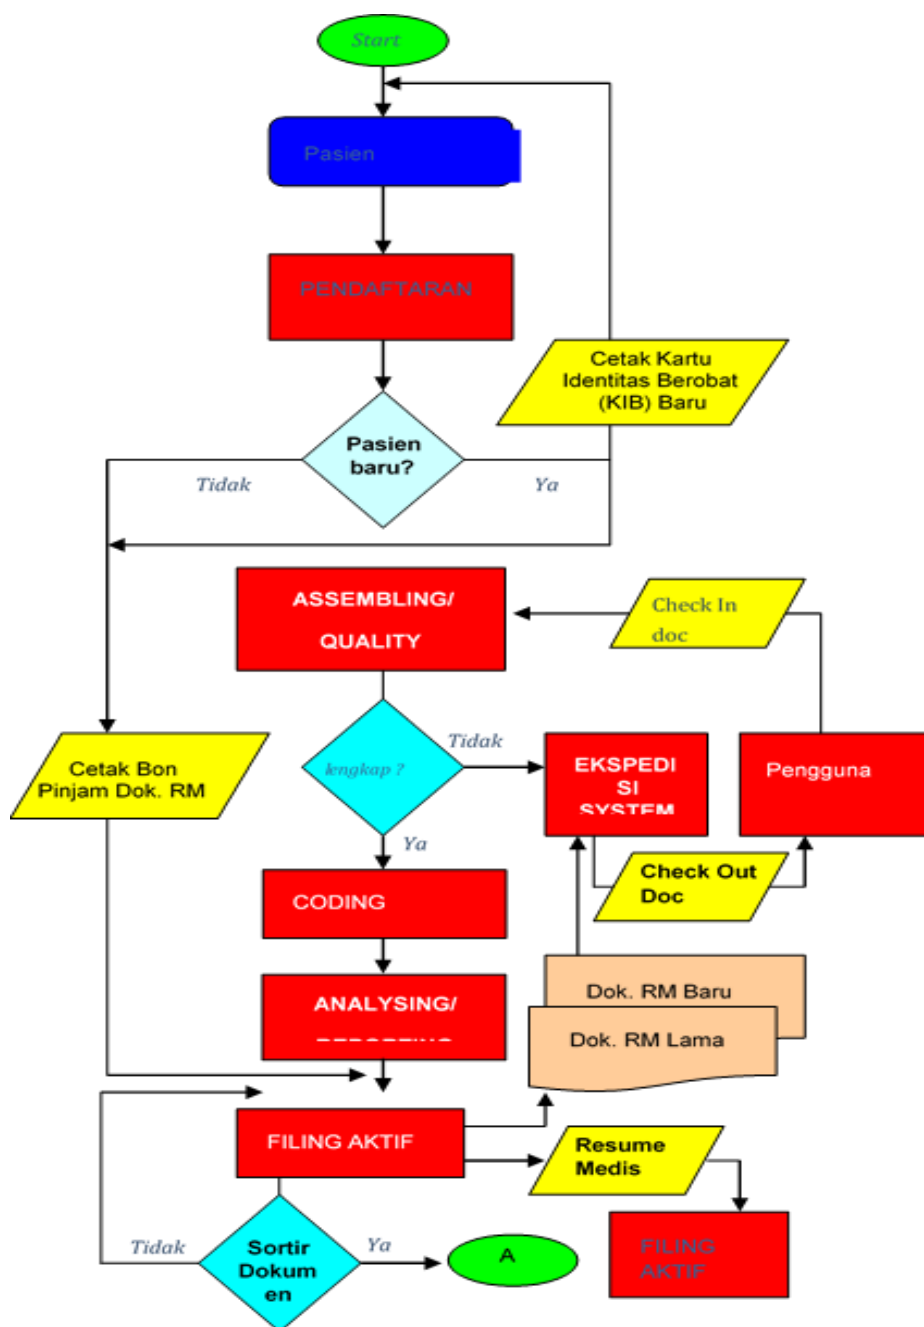 Start
Pasien
PENDAFTARAN
Cetak Kartu
Identitas Berobat
(KIB) Baru
Pasien
baru?
Tidak
Ya
ASSEMBLING/
QUALITY
Check In
doc
Cetak Bon
Pinjam Dok. RM
lengkap ?
Tidak
EKSPEDI
SI
SYSTEM
Pengguna
Ya
Check Out
Doc
CODING
ANALYSING/
Dok. RM Baru
Dok. RM Lama
FILING AKTIF
Resume
Medis
Tidak
Sortir
Dokum
en
Ya
A
FILING
AKTIF